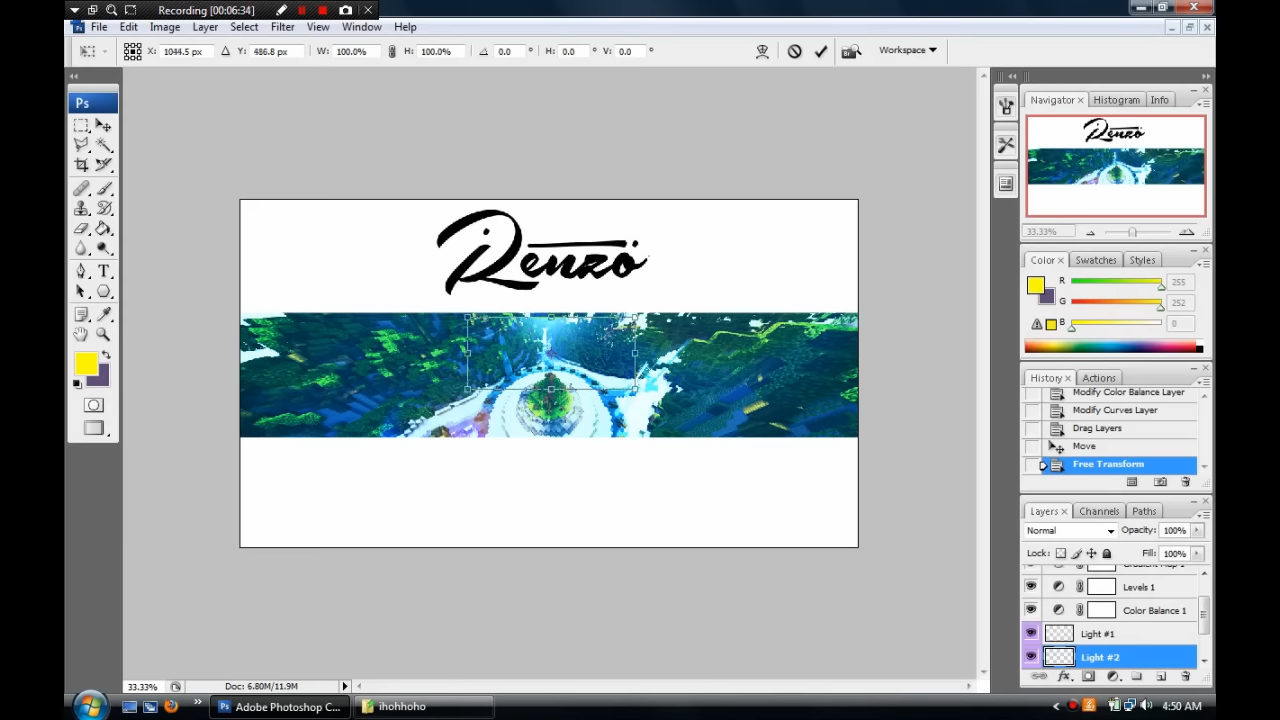 Recording [00:06:34]
File Edit Image Layer Select Filter View Window Help
X: 1044.5 px Y: 486.8 px W: 100.0% H: 100.0% 0.0 ° H: 0.0 ° V: 0.0 ° Workspace
Ps
Navigator Histogram Info
Renzo
33.33%
Color Swatches Styles
R 255
G 252
B 0
Renzo
History Actions
Modify Color Balance Layer
Modify Curves Layer
Drag Layers
Move
Free Transform
Layers Channels Paths
Normal Opacity: 100%
Lock: Fill: 100%
Gradient Map 1
Levels 1
Color Balance 1
Light #1
Light #2
33.33% Doc: 6.80M/11.9M
Adobe Photoshop C... ihohhoho 4:50 AM